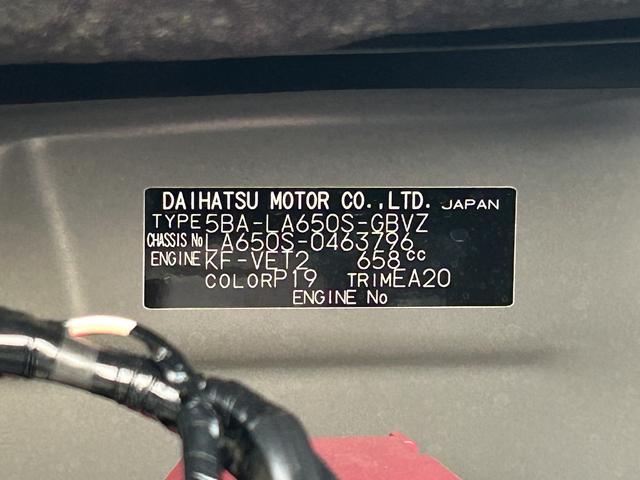 DAIHATSU MOTOR CO.,LTD. JAPAN
TYPE 5BA-LA650S-GBVZ
CHASSIS No LA650S-0463796
ENGINE KF-VET2 658cc
COLOR P19 TRIM EA20
ENGINE No